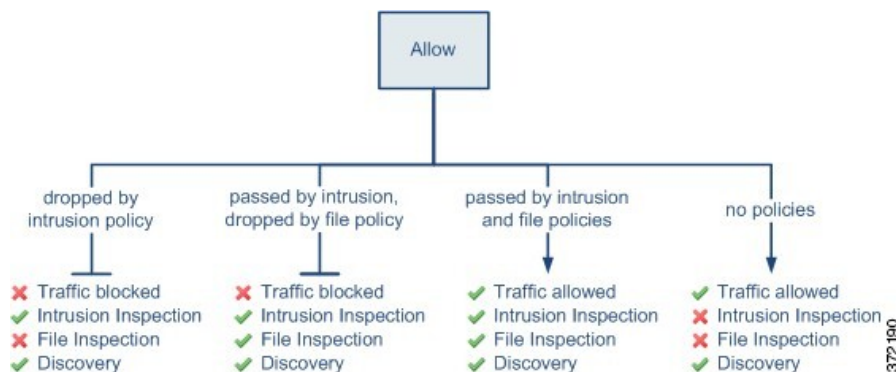 Allow
dropped by
intrusion policy
passed by intrusion,
dropped by file policy
passed by intrusion
and file policies
no policies
Traffic blocked
Intrusion Inspection
File Inspection
Discovery
Traffic blocked
Intrusion Inspection
File Inspection
Discovery
Traffic allowed
Intrusion Inspection
File Inspection
Discovery
Traffic allowed
Intrusion Inspection
File Inspection
Discovery
372190